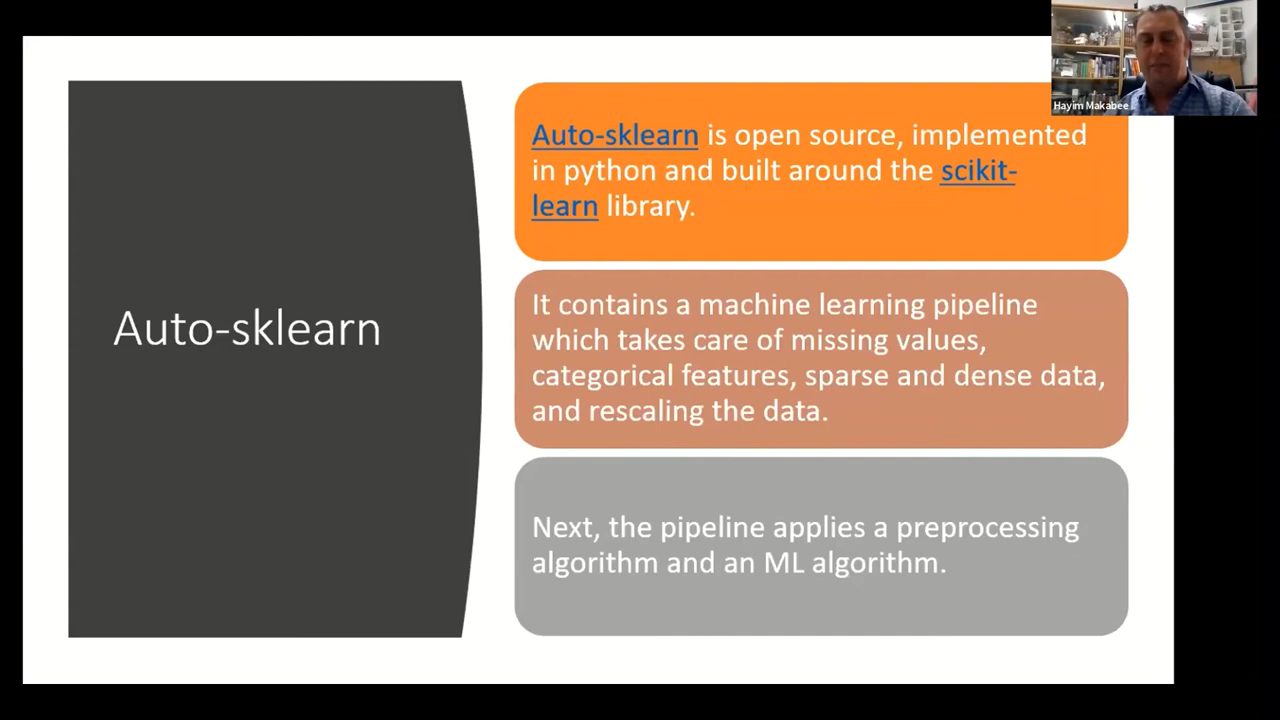 Hayim Makabee
Auto-sklearn
Auto-sklearn is open source, implemented
in python and built around the scikit-
learn library.
It contains a machine learning pipeline
which takes care of missing values,
categorical features, sparse and dense data,
and rescaling the data.
Next, the pipeline applies a preprocessing
algorithm and an ML algorithm.